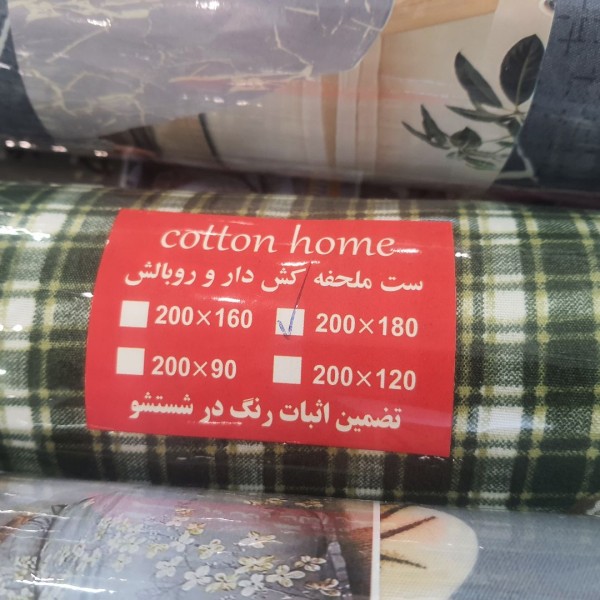 cotton home
ست ملحفه کش دار و روبالش
200×160 200×180
200×90 200×120
تضمین اثبات رنگ در شستشو